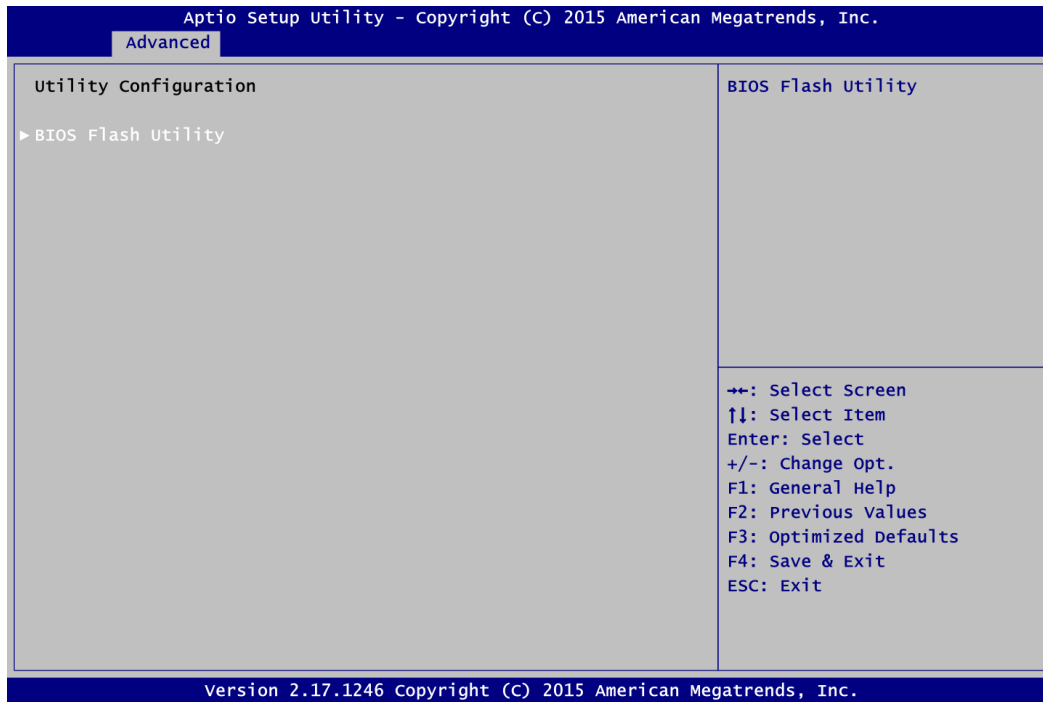 Aptio Setup Utility - Copyright (C) 2015 American Megatrends, Inc.
Advanced
Utility Configuration
►BIOS Flash Utility
BIOS Flash Utility
→←: Select Screen
↑↓: Select Item
Enter: Select
+/-: Change Opt.
F1: General Help
F2: Previous Values
F3: Optimized Defaults
F4: Save & Exit
ESC: Exit
Version 2.17.1246 Copyright (C) 2015 American Megatrends, Inc.